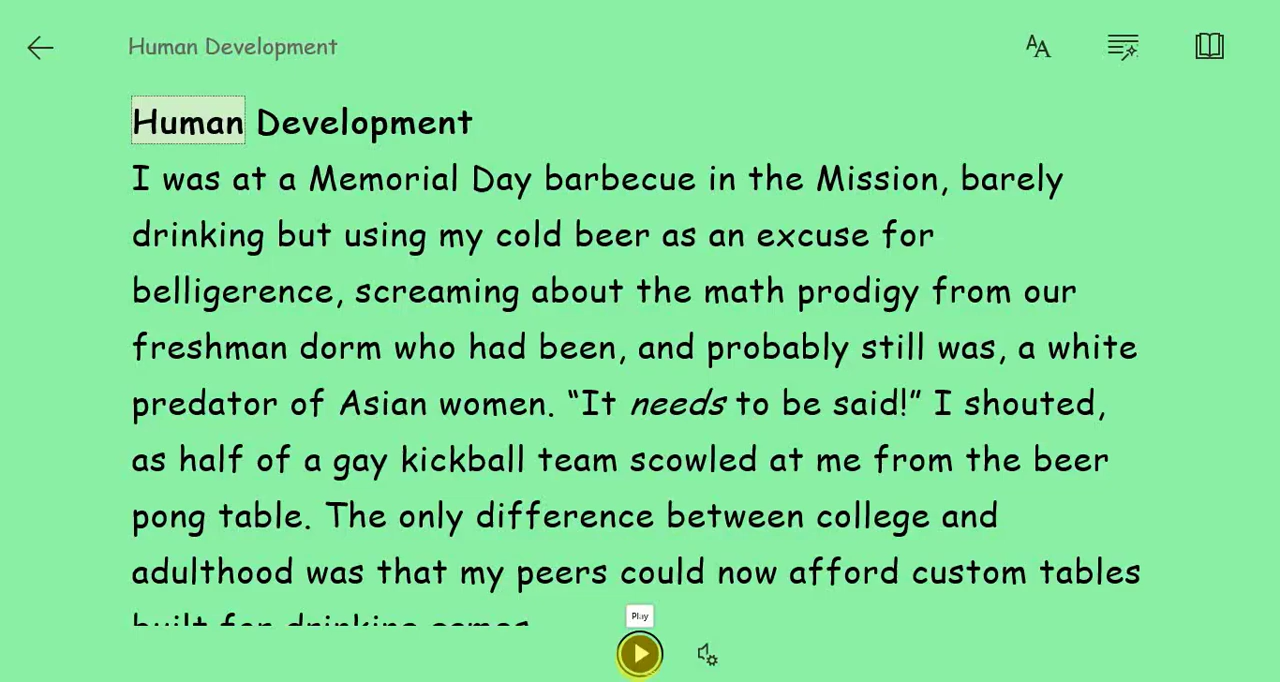 Human Development
Human Development
I was at a Memorial Day barbecue in the Mission, barely
drinking but using my cold beer as an excuse for
belligerence, screaming about the math prodigy from our
freshman dorm who had been, and probably still was, a white
predator of Asian women. “It needs to be said!” I shouted,
as half of a gay kickball team scowled at me from the beer
pong table. The only difference between college and
adulthood was that my peers could now afford custom tables
built for drinking games.
Play